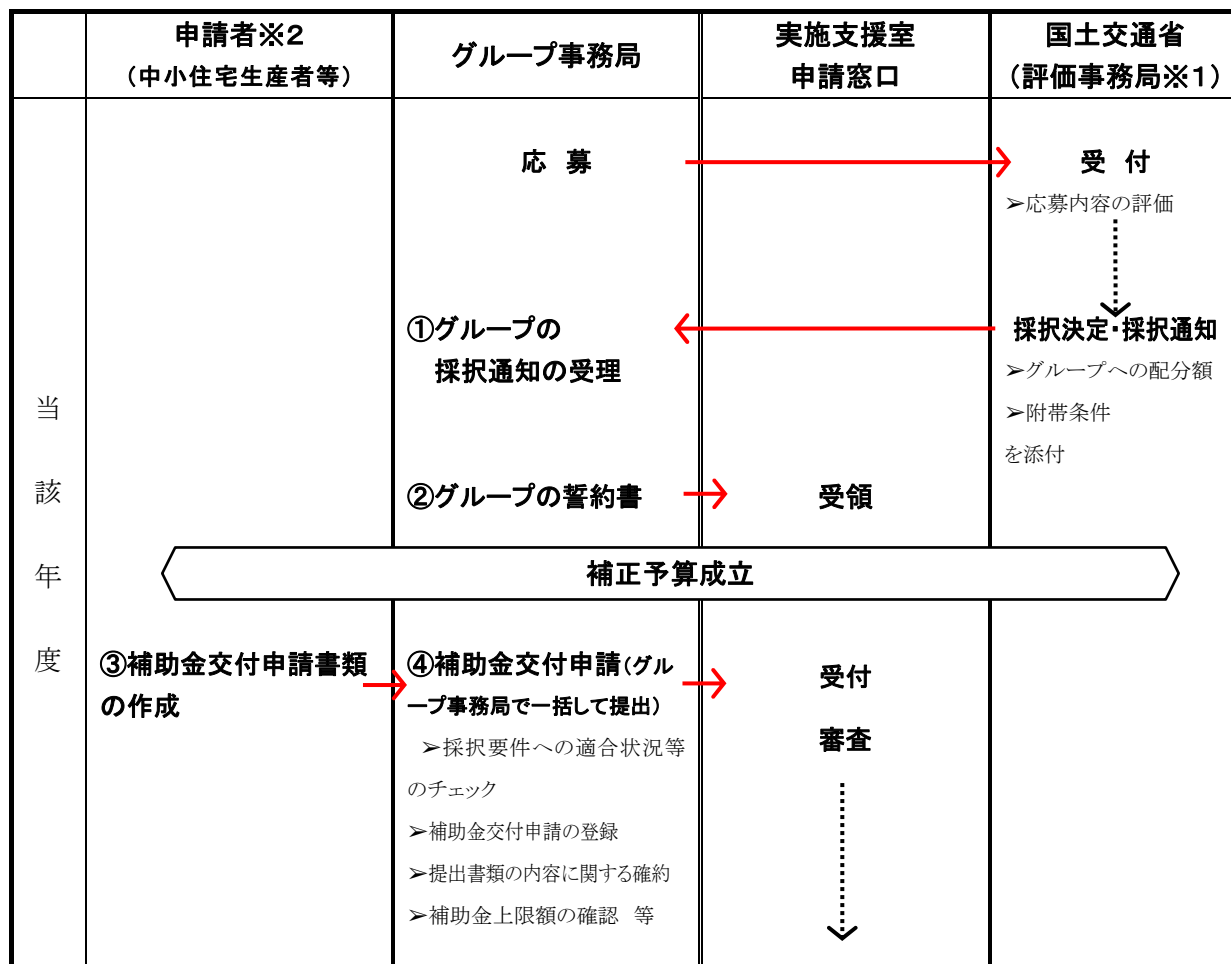 申請者※2
（中小住宅生産者等）
グループ事務局
実施支援室
申請窓口
国土交通省
（評価事務局※1）
当該年度
応 募
受 付
➢応募内容の評価
①グループの
採択通知の受理
採択決定・採択通知
➢グループへの配分額
➢附帯条件
を添付
②グループの誓約書
受領
補正予算成立
③補助金交付申請書類
の作成
④補助金交付申請（グル
ープ事務局で一括して提出）
➢採択要件への適合状況等
のチェック
➢補助金交付申請の登録
➢提出書類の内容に関する確約
➢補助金上限額の確認 等
受付
審査